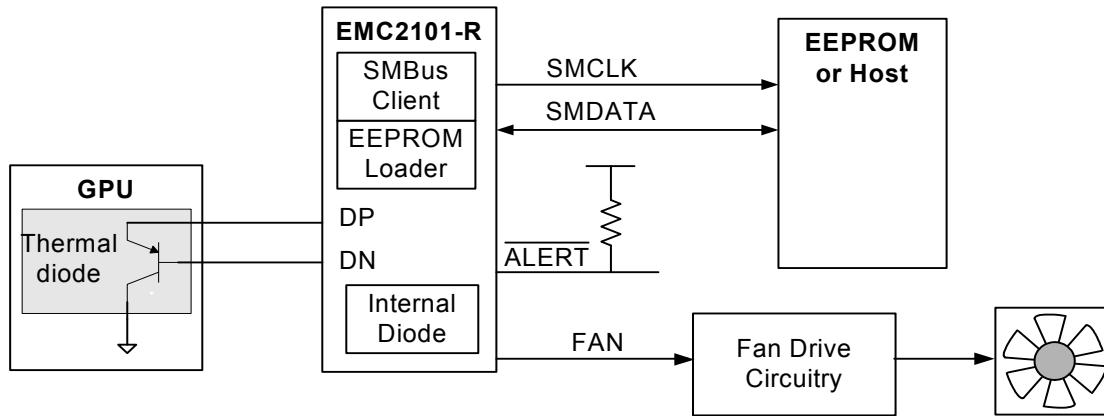 EMC2101-R
SMBus
Client
EEPROM
Loader
DP
DN
Internal
Diode
GPU
Thermal
diode
SMCLK
SMDATA
ALERT
FAN
EEPROM
or Host
Fan Drive
Circuitry